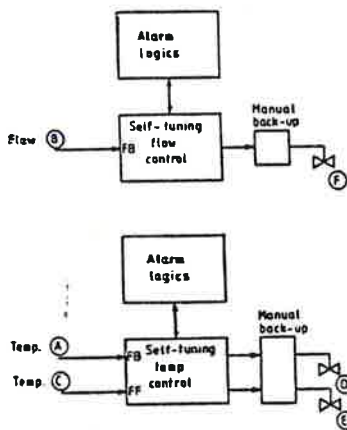 Alarm
logics
Manual
back-up
Self-tuning
flow
control
Flow B
FB
F
Alarm
logics
Manual
back-up
Temp. A
FB
Self-tuning
temp
control
Temp. C
FF
D
E